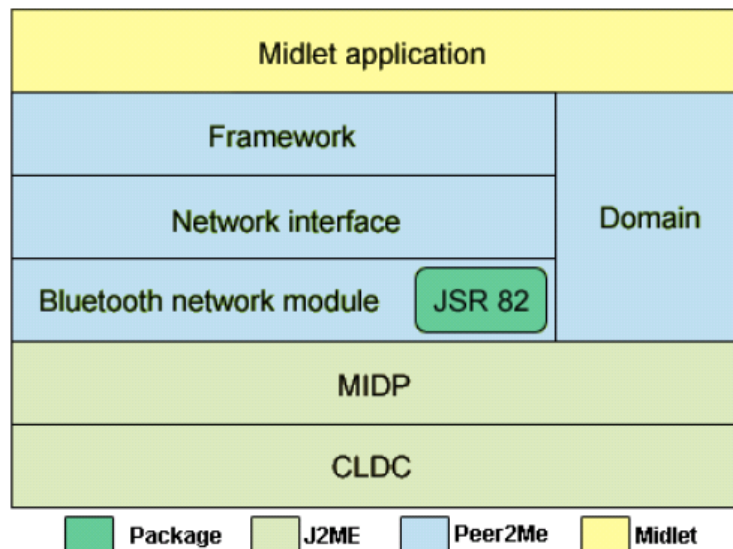 Midlet application
Framework
Network interface
Domain
Bluetooth network module
JSR 82
MIDP
CLDC
Package
J2ME
Peer2Me
Midlet